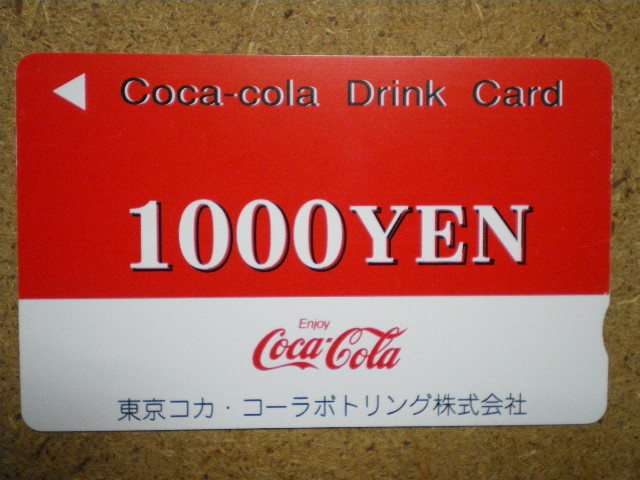 Coca-cola Drink Card
1000YEN
Enjoy
Coca-Cola
東京コカ・コーラボトリング株式会社